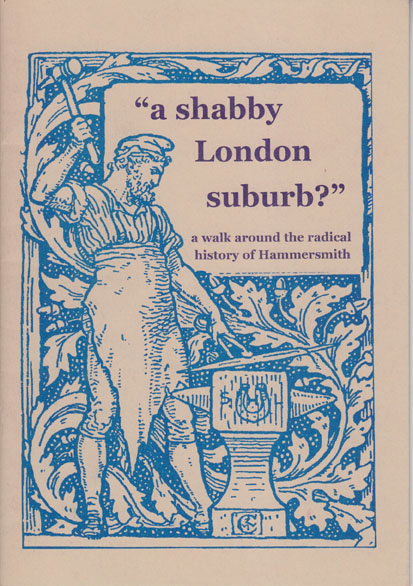 “a shabby
London
suburb?”
a walk around the radical
history of Hammersmith